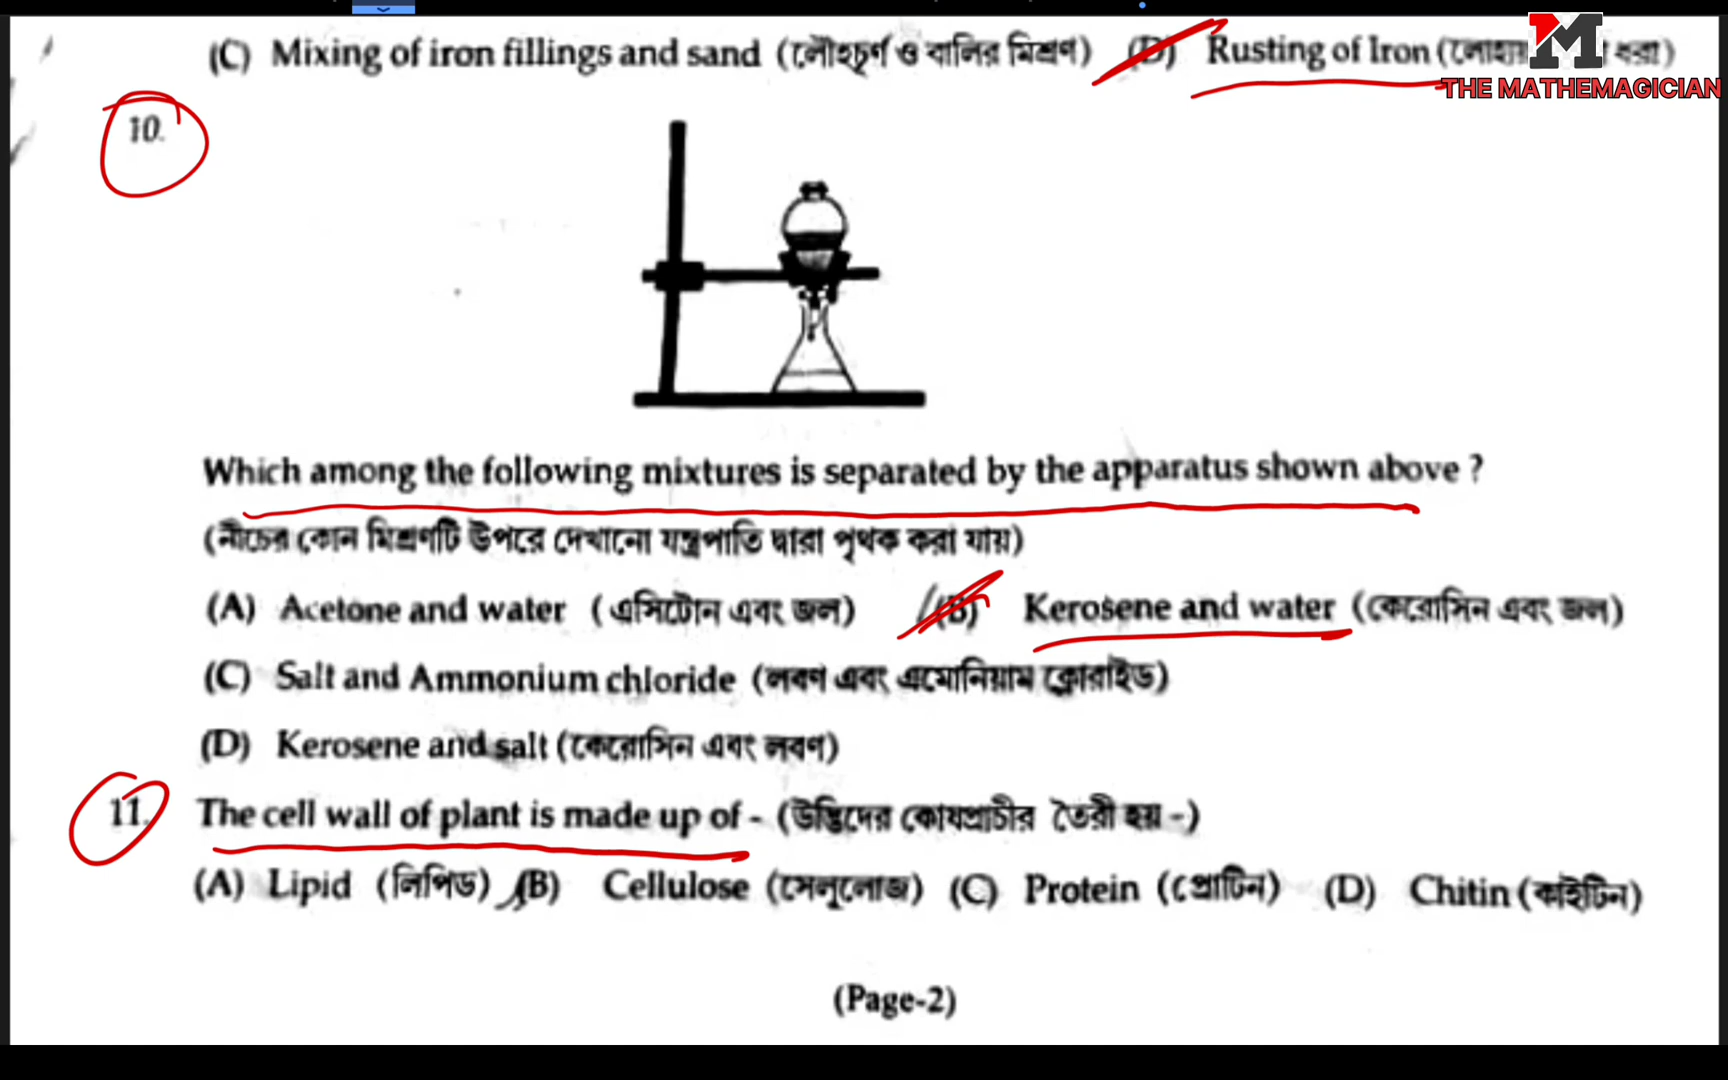 (C) Mixing of iron fillings and sand (লৌহচূর্ণ ও বালির মিশ্রণ) (D) Rusting of Iron (লোহায় ধরা)
THE MATHEMAGICIAN
10.
Which among the following mixtures is separated by the apparatus shown above ?
(নীচের কোন মিশ্রণটি উপরে দেখানো যন্ত্রপাতি দ্বারা পৃথক করা যায়)
(A) Acetone and water (এসিটোন এবং জল) (B) Kerosene and water (কেরোসিন এবং জল)
(C) Salt and Ammonium chloride (লবণ এবং এমোনিয়াম ক্লোরাইড)
(D) Kerosene and salt (কেরোসিন এবং লবণ)
11. The cell wall of plant is made up of - (উদ্ভিদের কোষপ্রাচীর তৈরী হয় -)
(A) Lipid (লিপিড) (B) Cellulose (সেলুলোজ) (C) Protein (প্রোটিন) (D) Chitin (কাইটিন)
(Page-2)